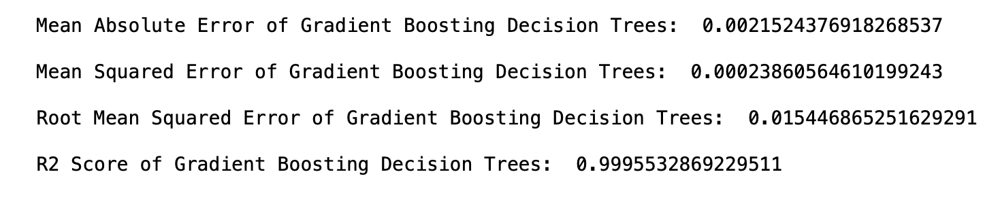 Mean Absolute Error of Gradient Boosting Decision Trees:  0.0021524376918268537
Mean Squared Error of Gradient Boosting Decision Trees:  0.00023860564610199243
Root Mean Squared Error of Gradient Boosting Decision Trees:  0.015446865251629291
R2 Score of Gradient Boosting Decision Trees:  0.9995532869229511